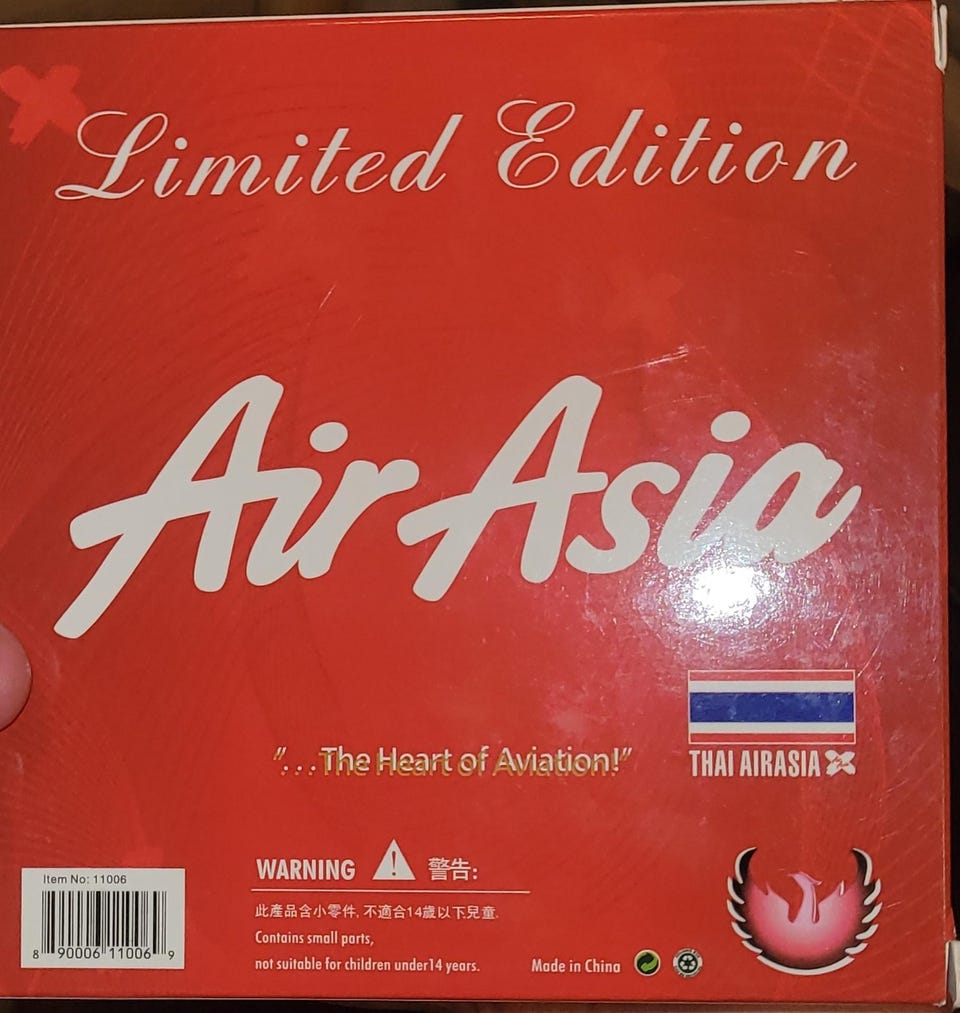 Limited Edition
AirAsia
"...The Heart of Aviation!"
THAI AIRASIA X
WARNING ! 警告:
此產品含小零件, 不適合14歲以下兒童.
Contains small parts,
not suitable for children under14 years.
Made in China
Item No: 11006
8 90006 11006 9